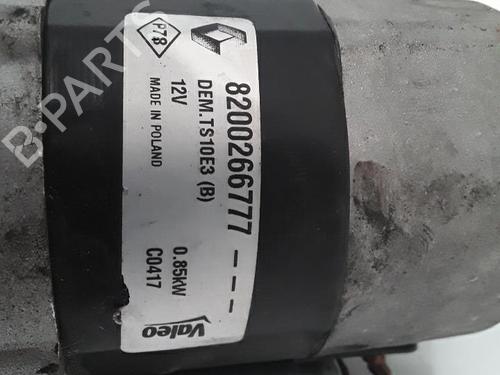 P78
8200266777 ---
DEM.TS10E3 (B) 0.85kW
12V C0417
MADE IN POLAND
Valeo
B-PARTS